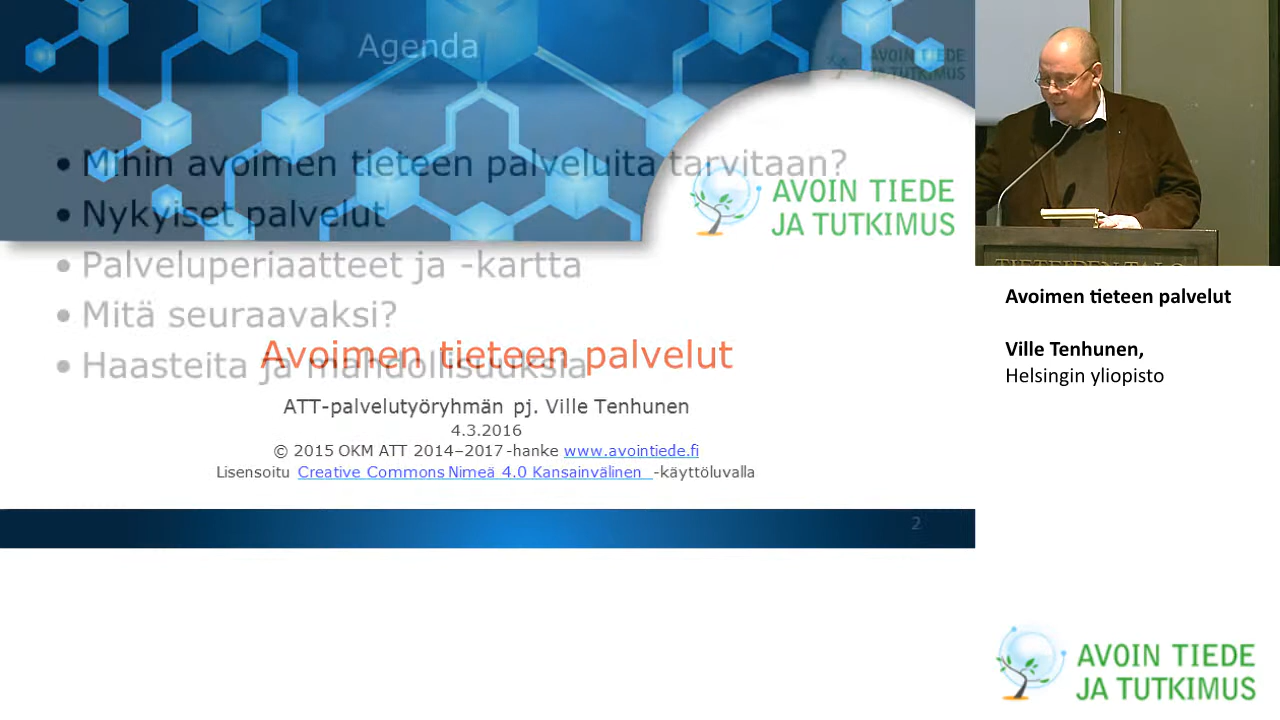 Agenda
AVOIN TIEDE
JA TUTKIMUS
• Mihin avoimen tieteen palveluita tarvitaan?
• Nykyiset palvelut
• Palveluperiaatteet ja -kartta
• Mitä seuraavaksi?
• Haasteita ja mahdollisuuksia
AVOIN TIEDE
JA TUTKIMUS
Avoimen tieteen palvelut
ATT-palvelutyöryhmän pj. Ville Tenhunen
4.3.2016
© 2015 OKM ATT 2014–2017-hanke www.avointiede.fi
Lisensoitu Creative Commons Nimeä 4.0 Kansainvälinen -käyttöluvalla
2
TIETEIDEN TALO
Avoimen tieteen palvelut
Ville Tenhunen,
Helsingin yliopisto
AVOIN TIEDE
JA TUTKIMUS